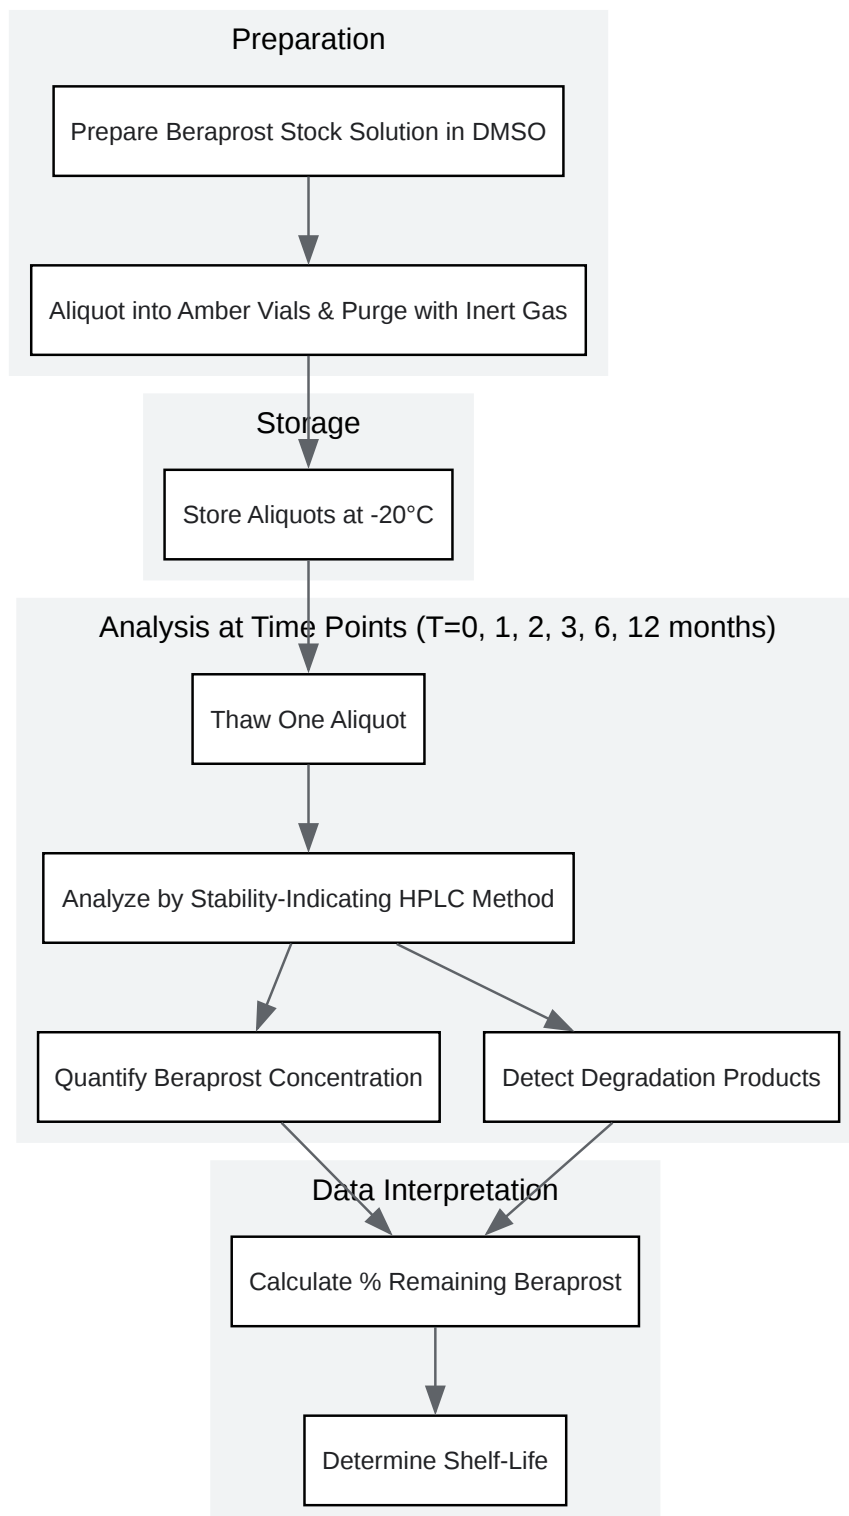 Preparation
Prepare Beraprost Stock Solution in DMSO
Aliquot into Amber Vials & Purge with Inert Gas
Storage
Store Aliquots at -20°C
Analysis at Time Points (T=0, 1, 2, 3, 6, 12 months)
Thaw One Aliquot
Analyze by Stability-Indicating HPLC Method
Quantify Beraprost Concentration
Detect Degradation Products
Data Interpretation
Calculate % Remaining Beraprost
Determine Shelf-Life